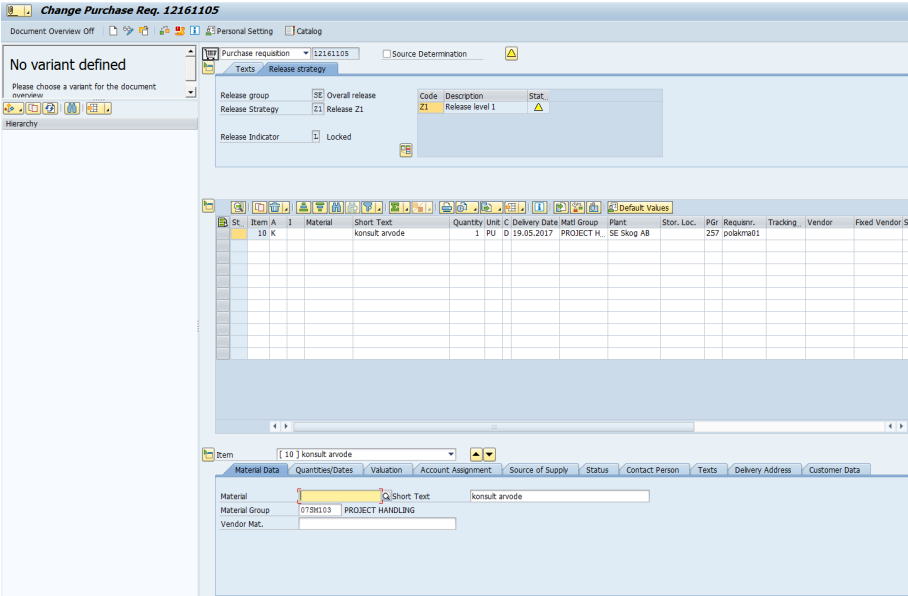 Change Purchase Req. 12161105
Document Overview Off Personal Setting Catalog
No variant defined
Please choose a variant for the document
overview
Hierarchy
Purchase requisition 12161105 Source Determination
Texts Release strategy
Release group SE Overall release
Release Strategy Z1 Release Z1
Release Indicator L Locked
Code Description Stat..
Z1 Release level 1
Default Values
St.. Item A I Material Short Text Quantity Unit C Delivery Date Matl Group Plant Stor. Loc. PGr Requisnr. Tracking.. Vendor Fixed Vendor S
10 K konsult arvode 1 PU D 19.05.2017 PROJECT H.. SE Skog AB 257 polakma01
Item [ 10 ] konsult arvode
Material Data Quantities/Dates Valuation Account Assignment Source of Supply Status Contact Person Texts Delivery Address Customer Data
Material Short Text konsult arvode
Material Group 07SM103 PROJECT HANDLING
Vendor Mat.